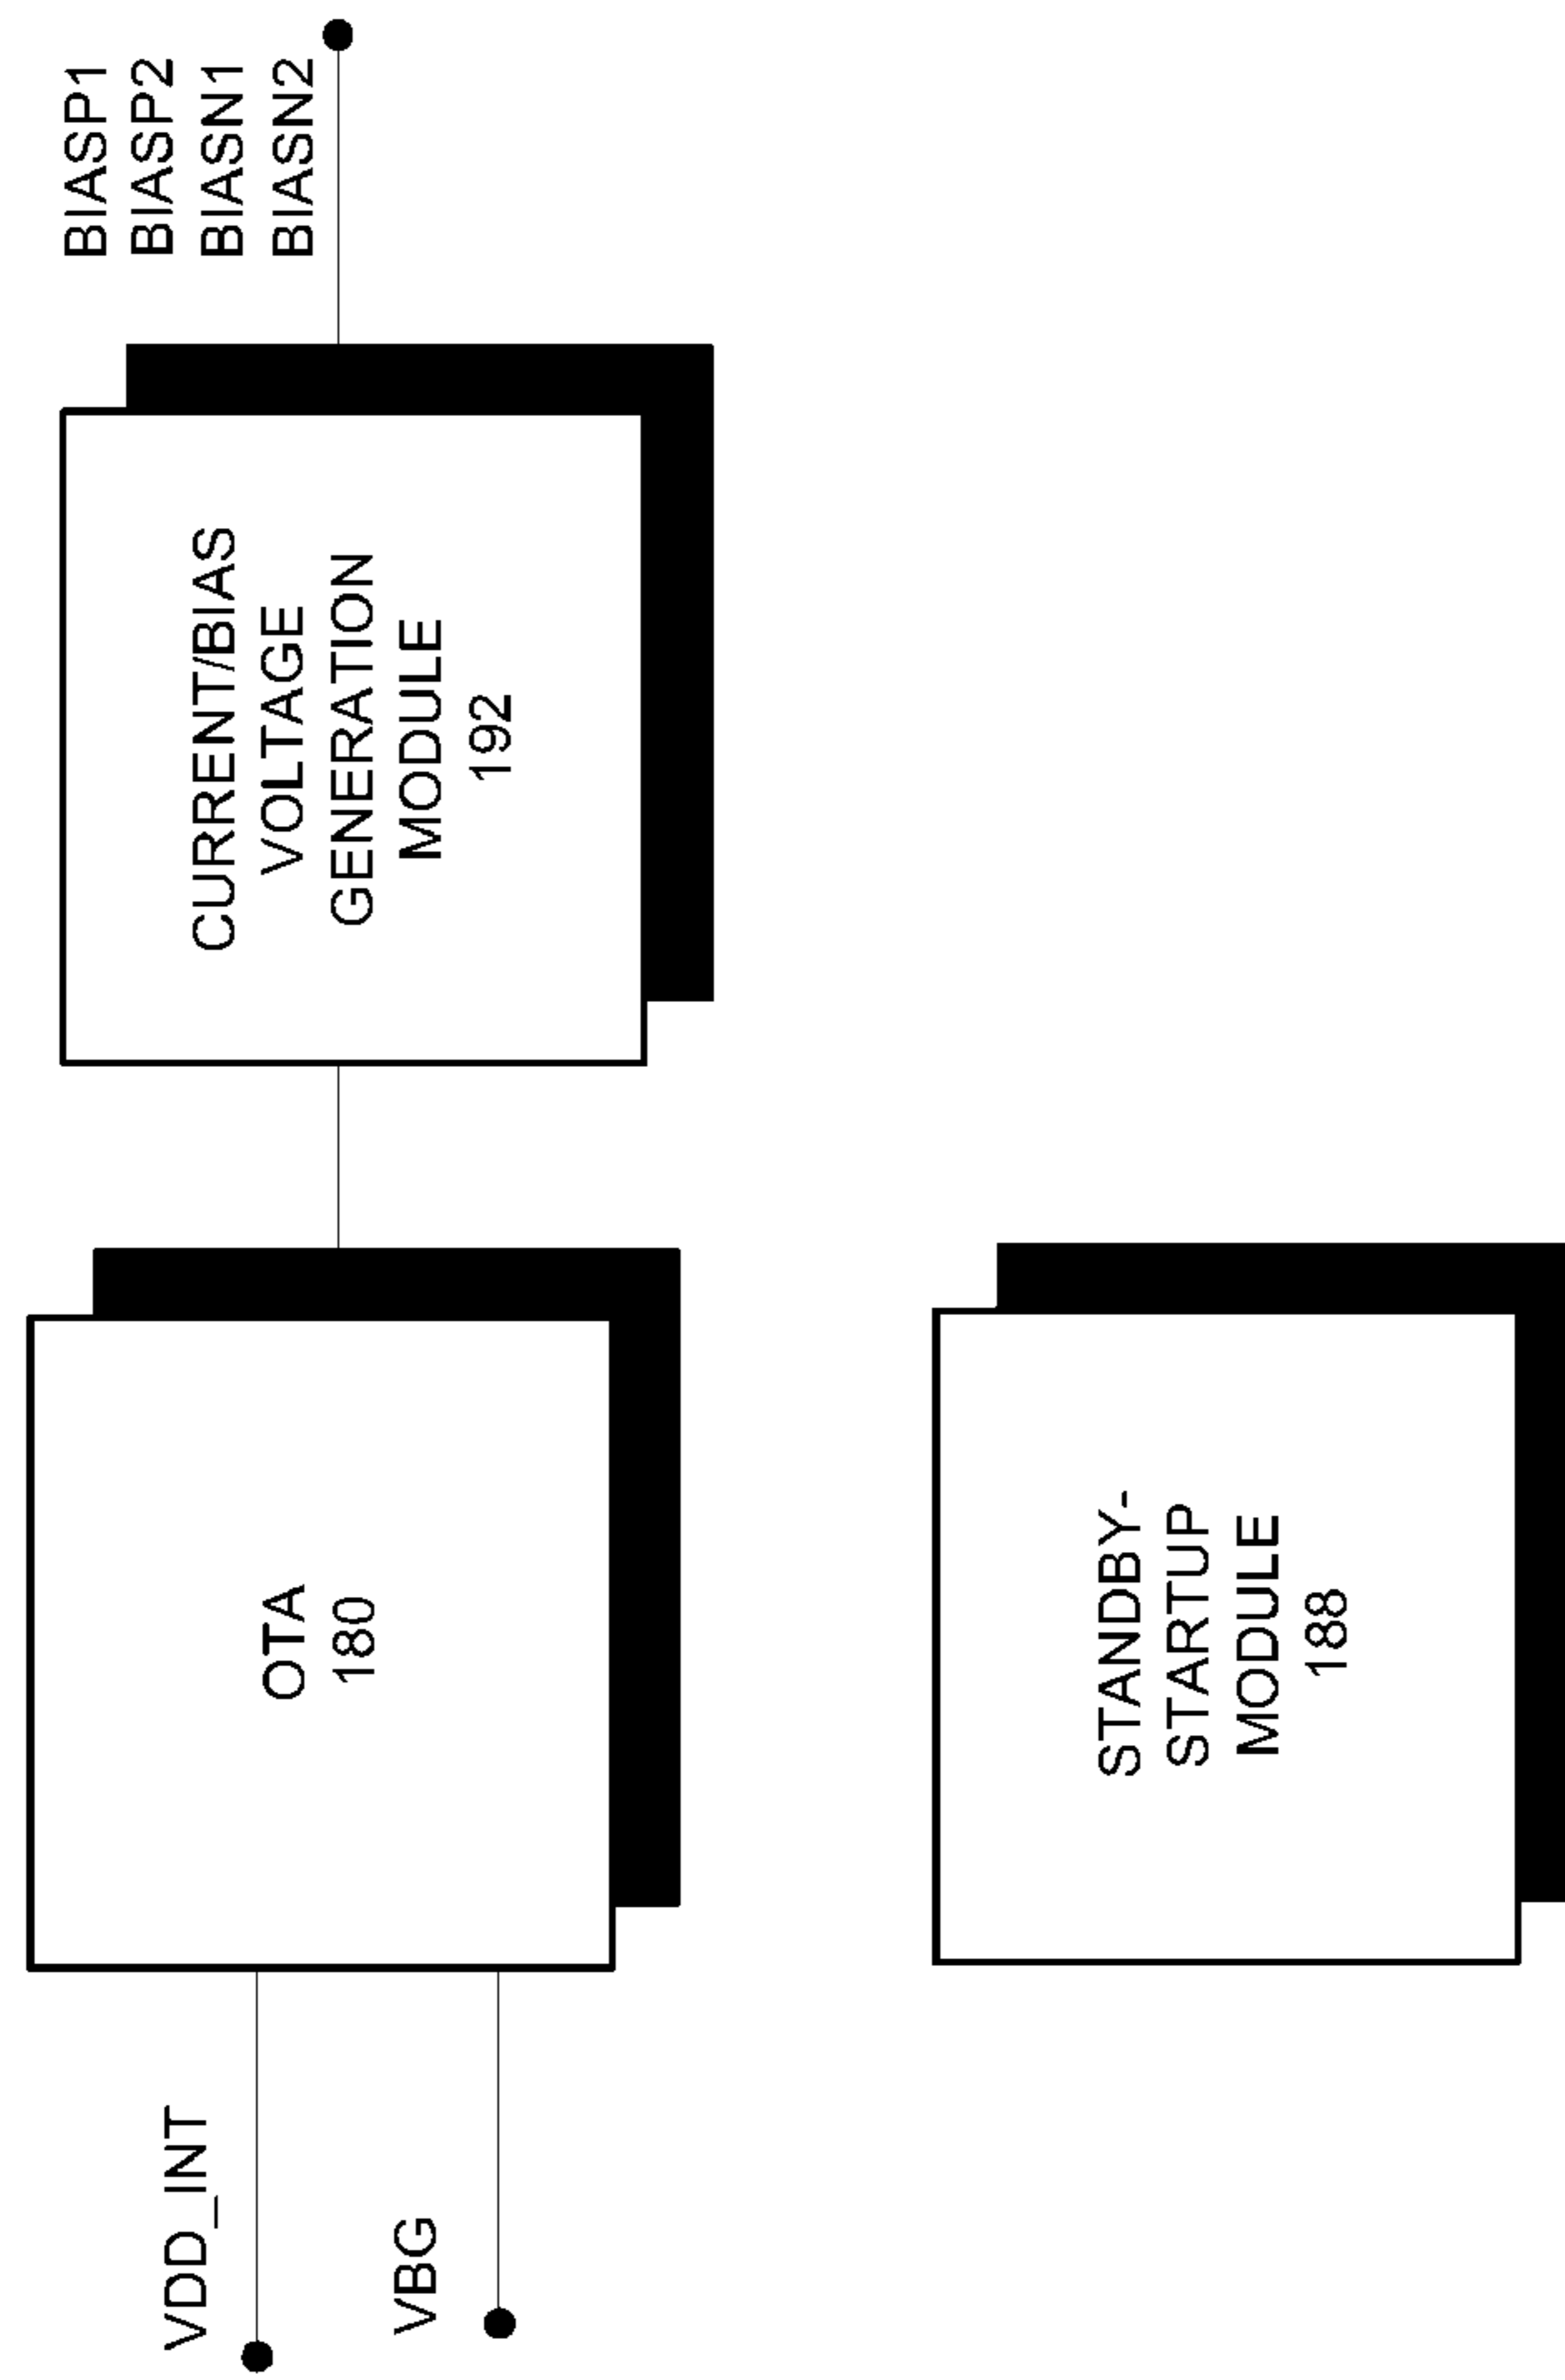 VDD_INT
VBG
OTA
180
CURRENT/BIAS
VOLTAGE
GENERATION
MODULE
192
BIASP1
BIASP2
BIASN1
BIASN2
STANDBY-
STARTUP
MODULE
188